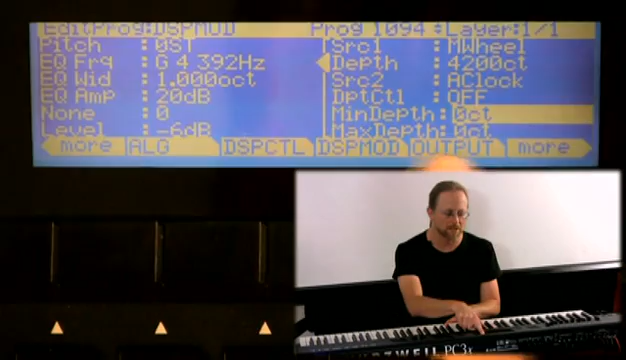 EditProg:DSPMOD Prog 1094 Layer:1/1
Pitch :0ST Src1 :MWheel
EQ Frq :G 4 392Hz Depth :4200ct
EQ Wid :1.000oct Src2 :AClock
EQ Amp :20dB DptCtl :OFF
None :0 MinDepth:0ct
Level :-6dB MaxDepth:0ct
more ALG DSPCTL DSPMOD OUTPUT more
KURZWEIL PC3x